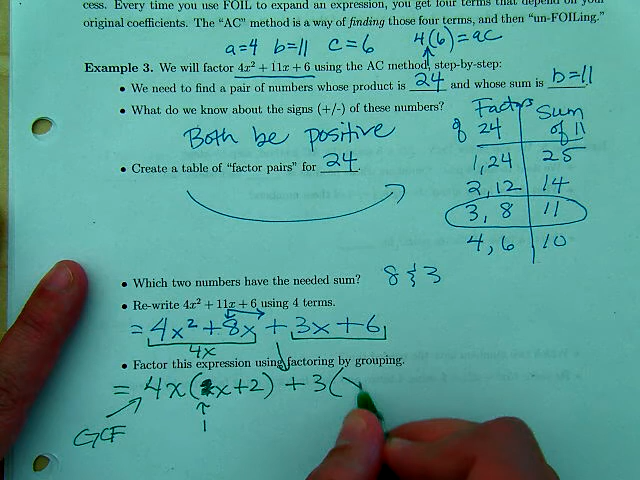 cess. Every time you use FOIL to expand an expression, you get four terms that depend on your
original coefficients. The "AC" method is a way of finding those four terms, and then "un-FOILing."
a=4 b=11 c=6 4(6)=ac
Example 3. We will factor 4x² + 11x + 6 using the AC method, step-by-step:
• We need to find a pair of numbers whose product is 24 and whose sum is b=11.
• What do we know about the signs (+/-) of these numbers?
Both be positive
• Create a table of "factor pairs" for 24.
Factors of 24 Sum of 11
1, 24 25
2, 12 14
3, 8 11
4, 6 10
• Which two numbers have the needed sum? 8 & 3
• Re-write 4x² + 11x + 6 using 4 terms.
= 4x² + 8x + 3x + 6
4x
• Factor this expression using factoring by grouping.
= 4x(x+2) + 3(
GCF
1